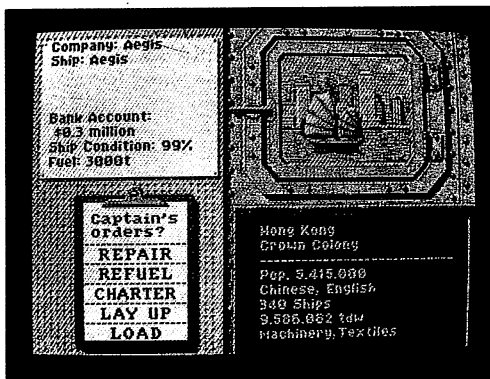 Company: Aegis
Ship: Aegis
Bank Account:
40.3 million
Ship Condition: 99%
Fuel: 3000t
Captain's
orders?
REPAIR
REFUEL
CHARTER
LAY UP
LOAD
Hong Kong
Crown Colony
Pop. 5.415.000
Chinese, English
340 Ships
9.586.082 tdw
Machinery, Textiles